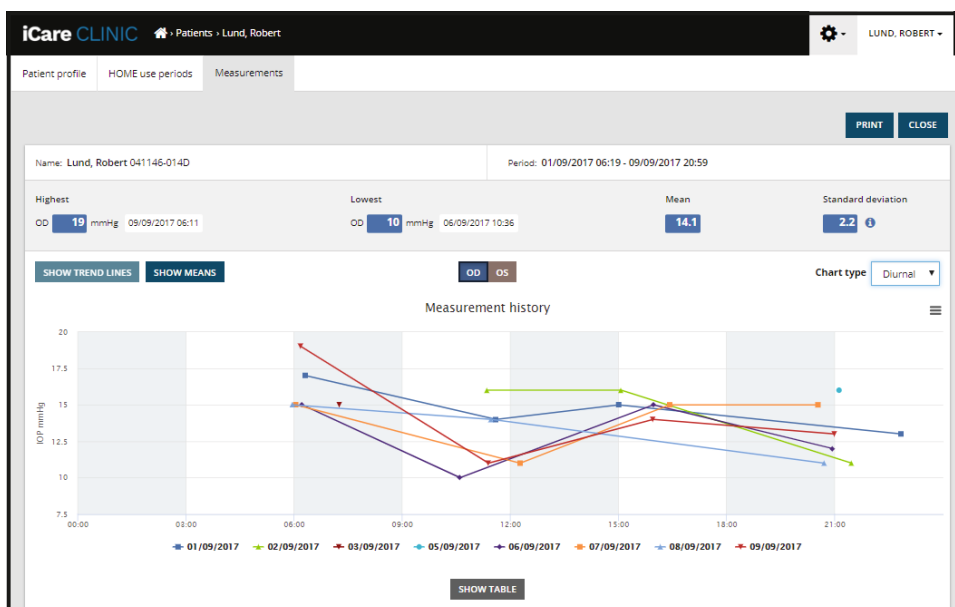 iCare CLINIC › Patients › Lund, Robert LUND, ROBERT
Patient profile HOME use periods Measurements
PRINT CLOSE
Name: Lund, Robert 041146-014D Period: 01/09/2017 06:19 - 09/09/2017 20:59
Highest Lowest Mean Standard deviation
OD 19 mmHg 09/09/2017 06:11 OD 10 mmHg 06/09/2017 10:36 14.1 2.2 i
SHOW TREND LINES SHOW MEANS OD OS Chart type Diurnal
Measurement history
20
17.5
15
12.5
10
7.5
IOP mmHg
00:00 03:00 06:00 09:00 12:00 15:00 18:00 21:00
01/09/2017 02/09/2017 03/09/2017 05/09/2017 06/09/2017 07/09/2017 08/09/2017 09/09/2017
SHOW TABLE